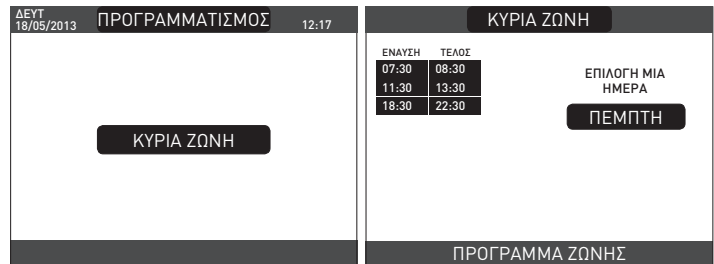 ΔΕΥΤ
18/05/2013
ΠΡΟΓΡΑΜΜΑΤΙΣΜΟΣ
12:17
ΚΥΡΙΑ ΖΩΝΗ
ΚΥΡΙΑ ΖΩΝΗ
ΕΝΑΥΣΗ ΤΕΛΟΣ
07:30 08:30
11:30 13:30
18:30 22:30
ΕΠΙΛΟΓΗ ΜΙΑ
ΗΜΕΡΑ
ΠΕΜΠΤΗ
ΠΡΟΓΡΑΜΜΑ ΖΩΝΗΣ